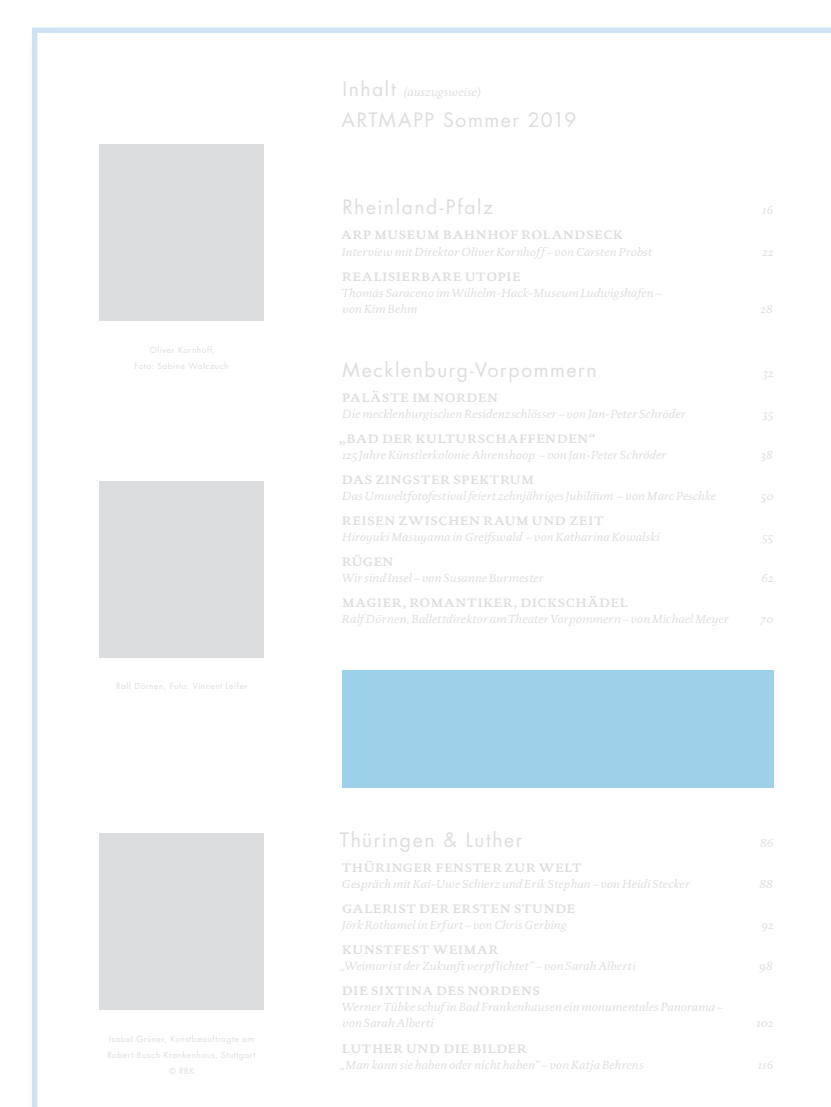 Inhalt (auszugsweise)
ARTMAPP Sommer 2019
Rheinland-Pfalz 16
ARP MUSEUM BAHNHOF ROLANDSECK
Interview mit Direktor Oliver Kornhoff – von Carsten Probst 22
REALISIERBARE UTOPIE
Thomás Saraceno im Wilhelm-Hack-Museum Ludwigshafen –
von Kim Behm 28
Oliver Kornhoff,
Foto: Sabine Walczuch
Mecklenburg-Vorpommern 32
PALÄSTE IM NORDEN
Die mecklenburgischen Residenzschlösser – von Jan-Peter Schröder 35
„BAD DER KULTURSCHAFFENDEN“
125 Jahre Künstlerkolonie Ahrenshoop – von Jan-Peter Schröder 38
DAS ZINGSTER SPEKTRUM
Das Umweltfotofestival feiert zehnjähriges Jubiläum – von Marc Peschke 50
REISEN ZWISCHEN RAUM UND ZEIT
Hiroyuki Masuyama in Greifswald – von Katharina Kowalski 55
RÜGEN
Wir sind Insel – von Susanne Burmester 62
MAGIER, ROMANTIKER, DICKSCHÄDEL
Ralf Dörnen, Ballettdirektor am Theater Vorpommern – von Michael Meyer 70
Ralf Dörnen, Foto: Vincent Leifer
Thüringen & Luther 86
THÜRINGER FENSTER ZUR WELT
Gespräch mit Kai-Uwe Schierz und Erik Stephan – von Heidi Stecker 88
GALERIST DER ERSTEN STUNDE
Jörk Rothamel in Erfurt – von Chris Gerbing 92
KUNSTFEST WEIMAR
„Weimar ist der Zukunft verpflichtet“ – von Sarah Alberti 98
DIE SIXTINA DES NORDENS
Werner Tübke schuf in Bad Frankenhausen ein monumentales Panorama –
von Sarah Alberti 102
LUTHER UND DIE BILDER
„Man kann sie haben oder nicht haben“ – von Katja Behrens 116
Isabel Grüner, Kunstbeauftragte am
Robert-Bosch-Krankenhaus, Stuttgart
© RBK